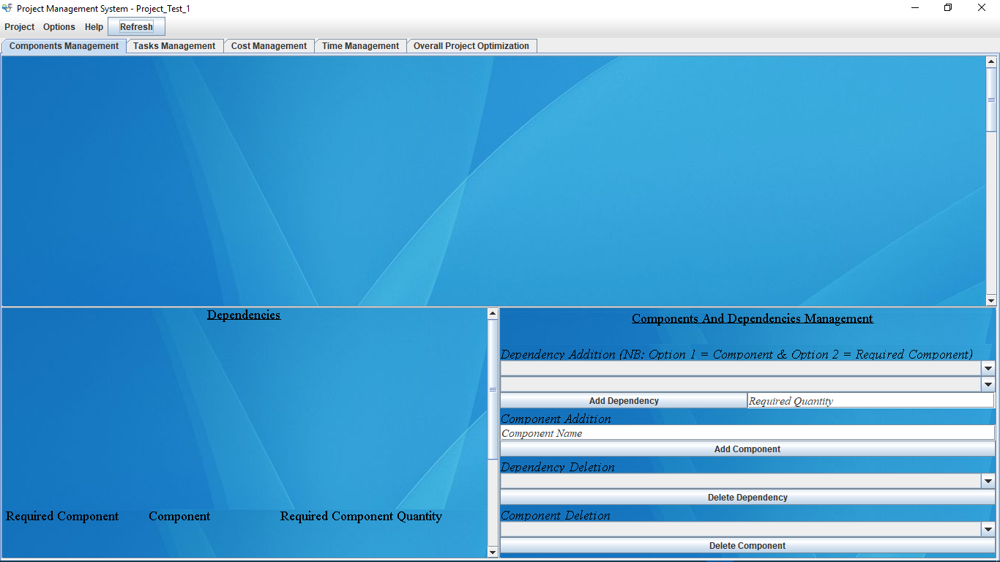 Project Management System - Project_Test_1
Project Options Help Refresh
Components Management Tasks Management Cost Management Time Management Overall Project Optimization
Dependencies
Required Component Component Required Component Quantity
Components And Dependencies Management
Dependency Addition (NB: Option 1 = Component & Option 2 = Required Component)
Add Dependency Required Quantity
Component Addition
Component Name
Add Component
Dependency Deletion
Delete Dependency
Component Deletion
Delete Component